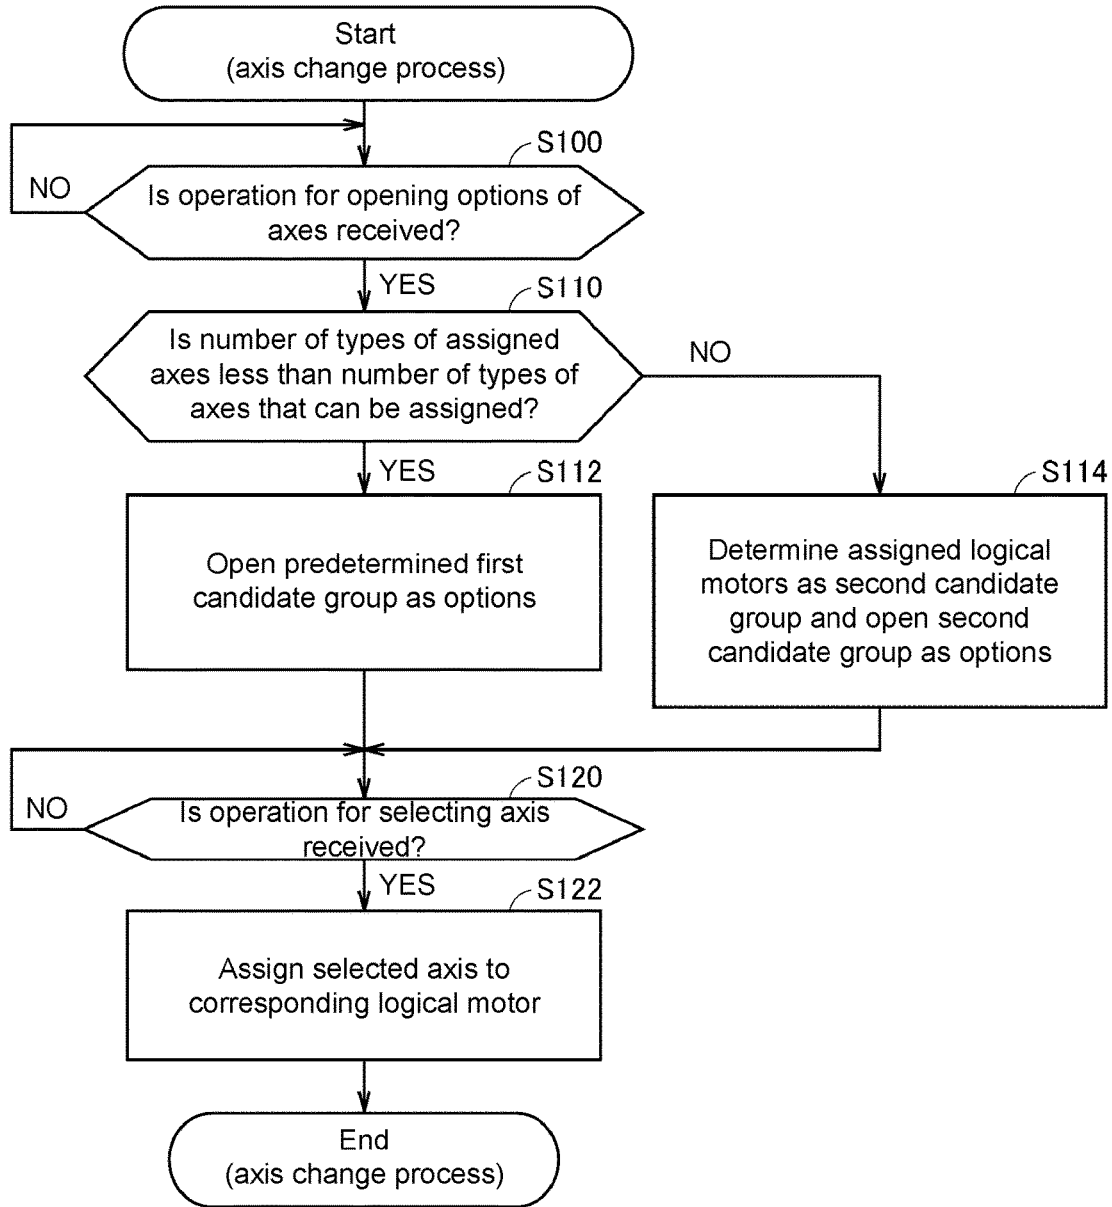 Start
(axis change process)
S100
NO
Is operation for opening options of
axes received?
YES
S110
Is number of types of assigned
axes less than number of types of
axes that can be assigned?
NO
YES
S112
Open predetermined first
candidate group as options
S114
Determine assigned logical
motors as second candidate
group and open second
candidate group as options
S120
NO
Is operation for selecting axis
received?
YES
S122
Assign selected axis to
corresponding logical motor
End
(axis change process)